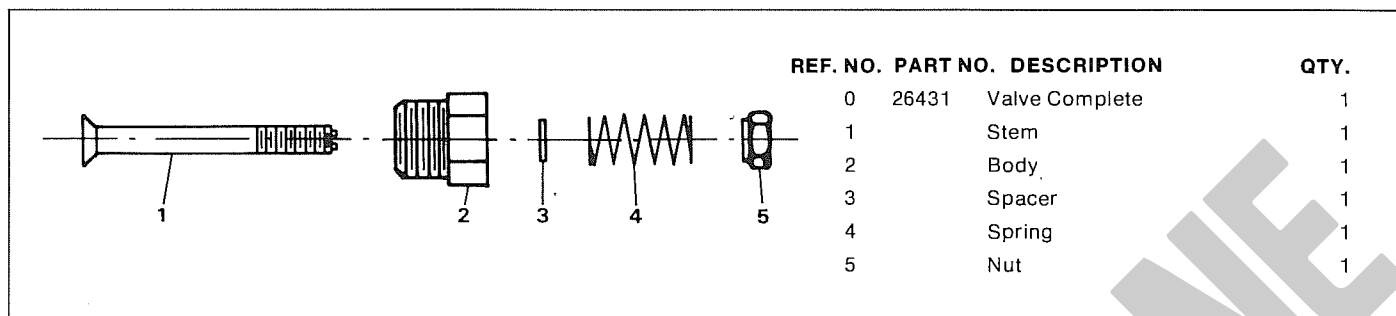 REF. NO. PART NO. DESCRIPTION QTY.
0 26431 Valve Complete 1
1 Stem 1
2 Body 1
3 Spacer 1
4 Spring 1
5 Nut 1
1 2 3 4 5
NE